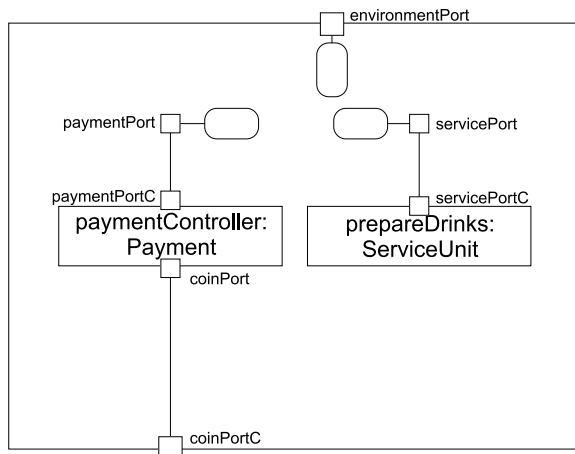 environmentPort
paymentPort
servicePort
paymentPortC
servicePortC
paymentController:
Payment
prepareDrinks:
ServiceUnit
coinPort
coinPortC